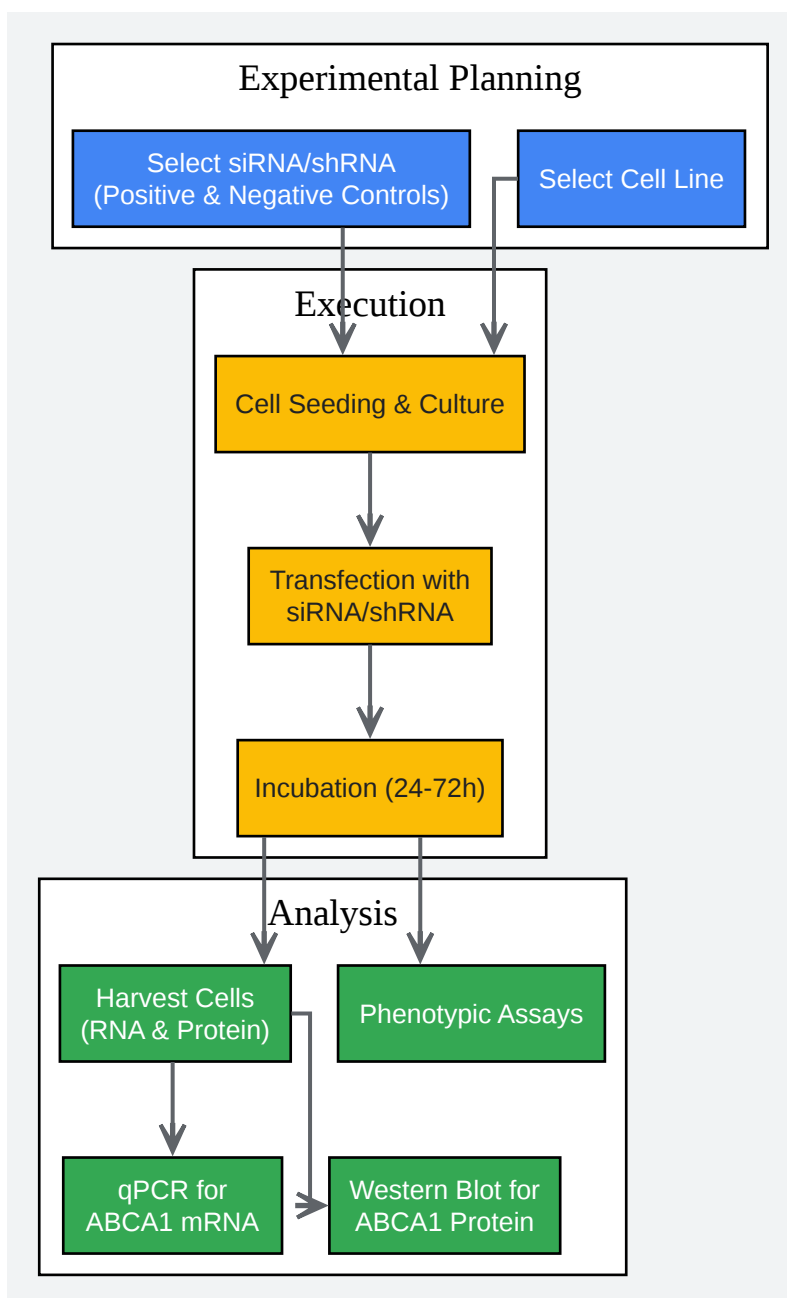 Experimental Planning
Select siRNA/shRNA
(Positive & Negative Controls)
Select Cell Line
Execution
Cell Seeding & Culture
Transfection with
siRNA/shRNA
Incubation (24-72h)
Analysis
Harvest Cells
(RNA & Protein)
Phenotypic Assays
qPCR for
ABCA1 mRNA
Western Blot for
ABCA1 Protein